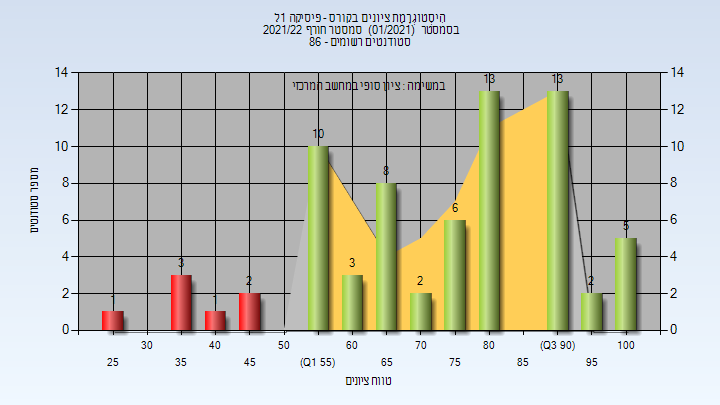 היסטוגרמת ציונים בקורס - פיסיקה 1ל
בסמסטר (01/2021) סמסטר חורף 2021/22
סטודנטים רשומים - 86
במשימה : ציון סופי במחשב המרכזי
מספר סטודנטים
14 14
12 12
10 10
8 8
6 6
4 4
2 2
0 0
1 3 1 2 10 3 8 2 6 13 13 2 5
30 40 50 60 70 80 (Q3 90) 100
25 35 45 (Q1 55) 65 75 85 95
טווח ציונים